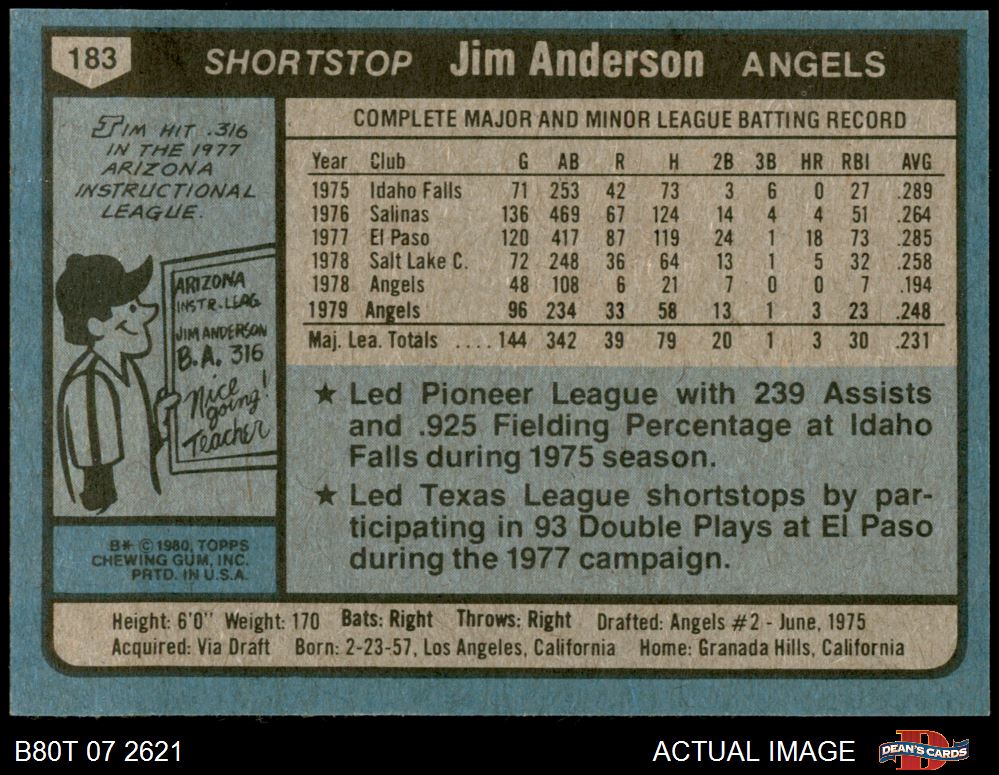 183
SHORTSTOP Jim Anderson ANGELS
JIM HIT .316
IN THE 1977
ARIZONA
INSTRUCTIONAL
LEAGUE.
ARIZONA
INSTR. LEAG
JIM ANDERSON
B.A. 316
Nice
going!
Teacher
B* © 1980, TOPPS
CHEWING GUM, INC.
PRTD. IN U.S.A.
COMPLETE MAJOR AND MINOR LEAGUE BATTING RECORD
Year Club G AB R H 2B 3B HR RBI AVG
1975 Idaho Falls 71 253 42 73 3 6 0 27 .289
1976 Salinas 136 469 67 124 14 4 4 51 .264
1977 El Paso 120 417 87 119 24 1 18 73 .285
1978 Salt Lake C. 72 248 36 64 13 1 5 32 .258
1978 Angels 48 108 6 21 7 0 0 7 .194
1979 Angels 96 234 33 58 13 1 3 23 .248
Maj. Lea. Totals .... 144 342 39 79 20 1 3 30 .231
★ Led Pioneer League with 239 Assists
and .925 Fielding Percentage at Idaho
Falls during 1975 season.
★ Led Texas League shortstops by par-
ticipating in 93 Double Plays at El Paso
during the 1977 campaign.
Height: 6'0" Weight: 170 Bats: Right Throws: Right Drafted: Angels #2 - June, 1975
Acquired: Via Draft Born: 2-23-57, Los Angeles, California Home: Granada Hills, California
B80T 07 2621 ACTUAL IMAGE
D
DEAN'S CARDS